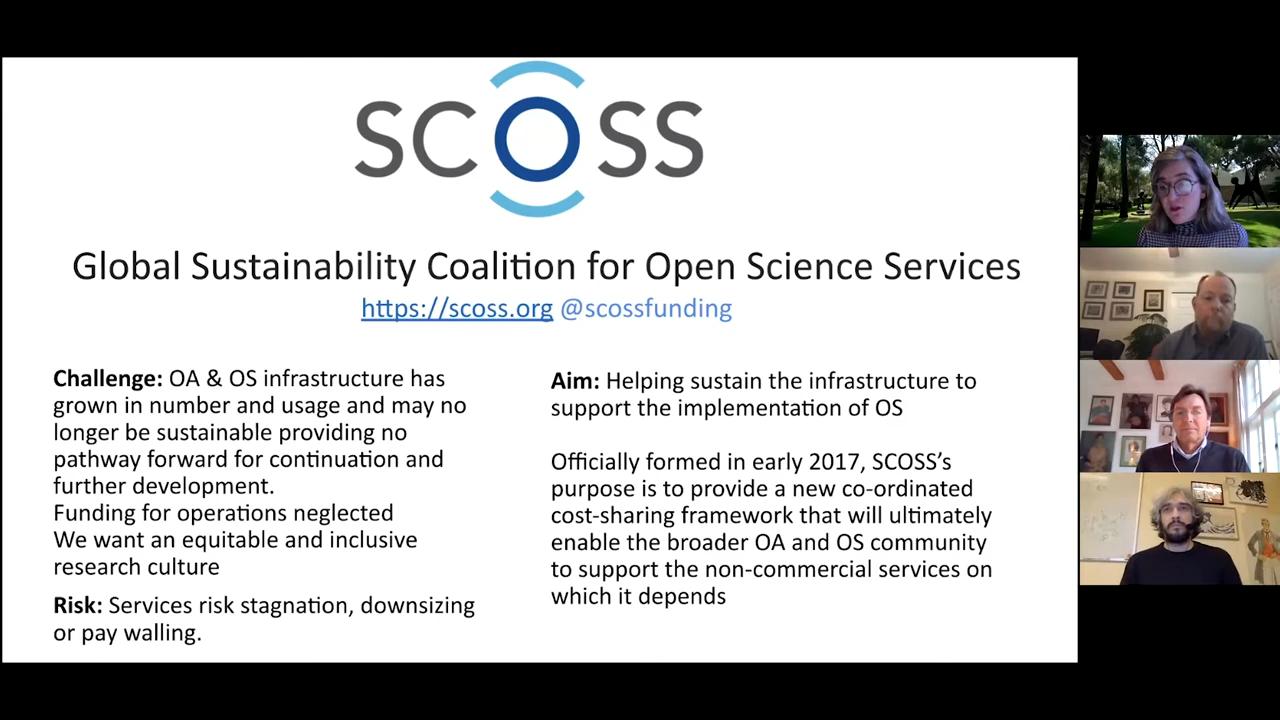 SCOSS
Global Sustainability Coalition for Open Science Services
https://scoss.org @scossfunding
Challenge: OA & OS infrastructure has
grown in number and usage and may no
longer be sustainable providing no
pathway forward for continuation and
further development.
Funding for operations neglected
We want an equitable and inclusive
research culture
Risk: Services risk stagnation, downsizing
or pay walling.
Aim: Helping sustain the infrastructure to
support the implementation of OS
Officially formed in early 2017, SCOSS’s
purpose is to provide a new co-ordinated
cost-sharing framework that will ultimately
enable the broader OA and OS community
to support the non-commercial services on
which it depends